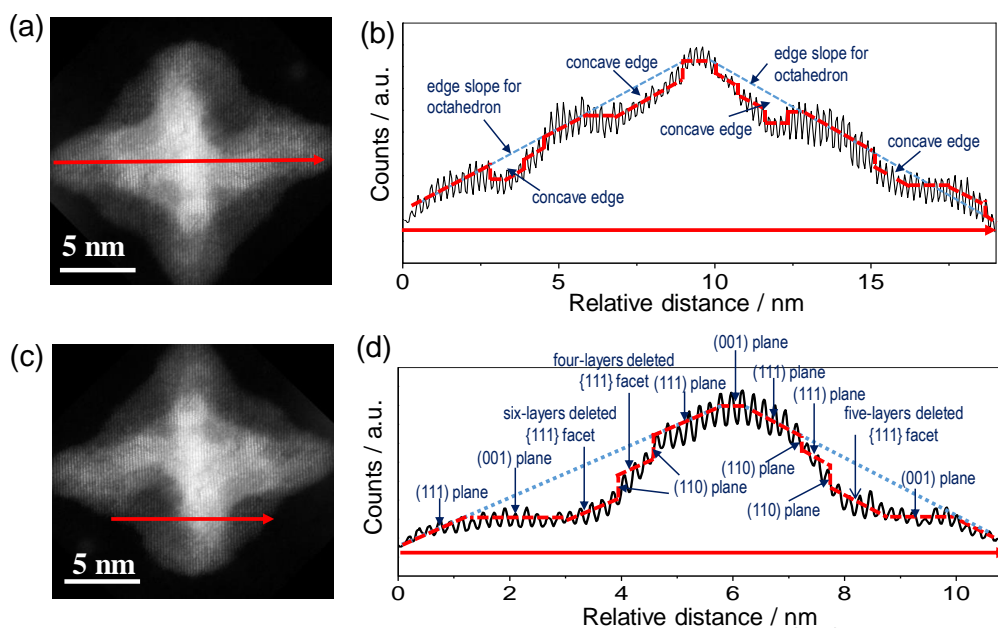 (a)
5 nm
(b)
Counts / a.u.
edge slope for
octahedron
concave edge
concave edge
edge slope for
octahedron
concave edge
concave edge
0
5
10
15
Relative distance / nm
(c)
5 nm
(d)
Counts / a.u.
(111) plane
(001) plane
six-layers deleted
{111} facet
four-layers deleted
{111} facet
(111) plane
(110) plane
(001) plane
(111) plane
(111) plane
(110) plane
(110) plane
five-layers deleted
{111} facet
(001) plane
0
2
4
6
8
10
Relative distance / nm